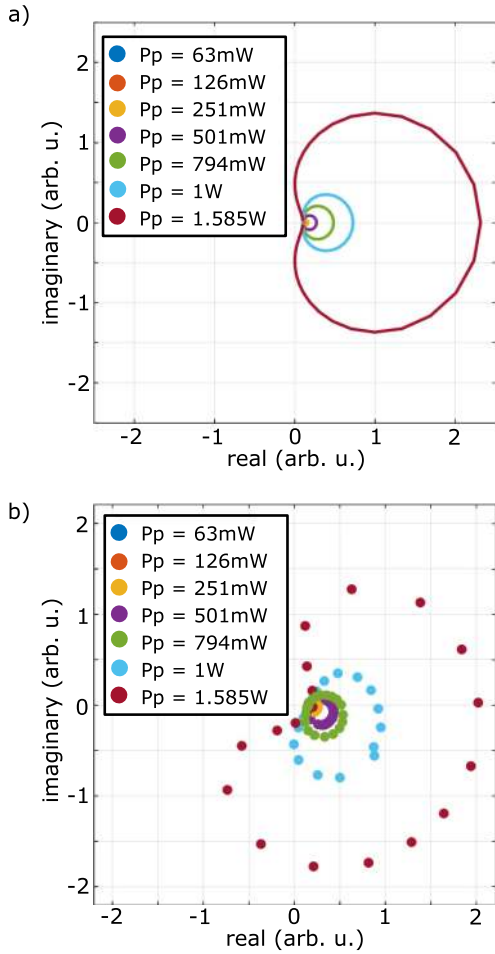 a)
2
1
0
-1
-2
imaginary (arb. u.)
Pp = 63mW
Pp = 126mW
Pp = 251mW
Pp = 501mW
Pp = 794mW
Pp = 1W
Pp = 1.585W
-2 -1 0 1 2
real (arb. u.)
b)
2
1
0
-1
-2
imaginary (arb. u.)
Pp = 63mW
Pp = 126mW
Pp = 251mW
Pp = 501mW
Pp = 794mW
Pp = 1W
Pp = 1.585W
-2 -1 0 1 2
real (arb. u.)